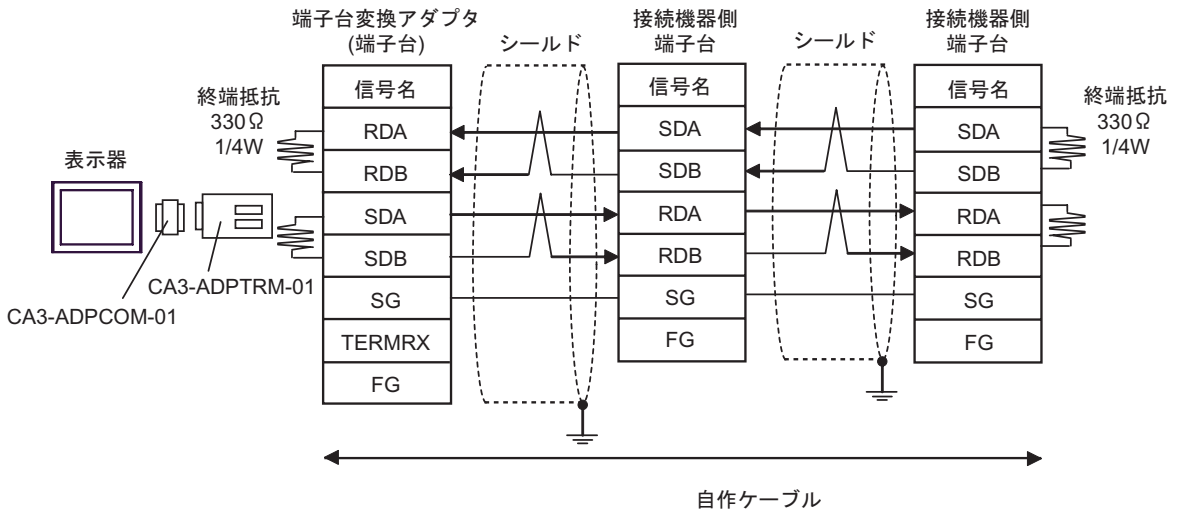 端子台変換アダプタ
(端子台)
シールド
接続機器側
端子台
シールド
接続機器側
端子台
終端抵抗
330Ω
1/4W
表示器
CA3-ADPCOM-01
CA3-ADPTRM-01
信号名
RDA
RDB
SDA
SDB
SG
TERMRX
FG
信号名
SDA
SDB
RDA
RDB
SG
FG
信号名
SDA
SDB
RDA
RDB
SG
FG
終端抵抗
330Ω
1/4W
自作ケーブル